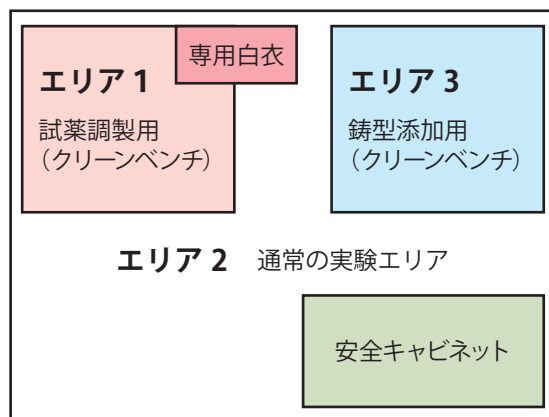 専用白衣
エリア 1
試薬調製用
（クリーンベンチ）
エリア 3
鋳型添加用
（クリーンベンチ）
エリア 2 通常の実験エリア
安全キャビネット